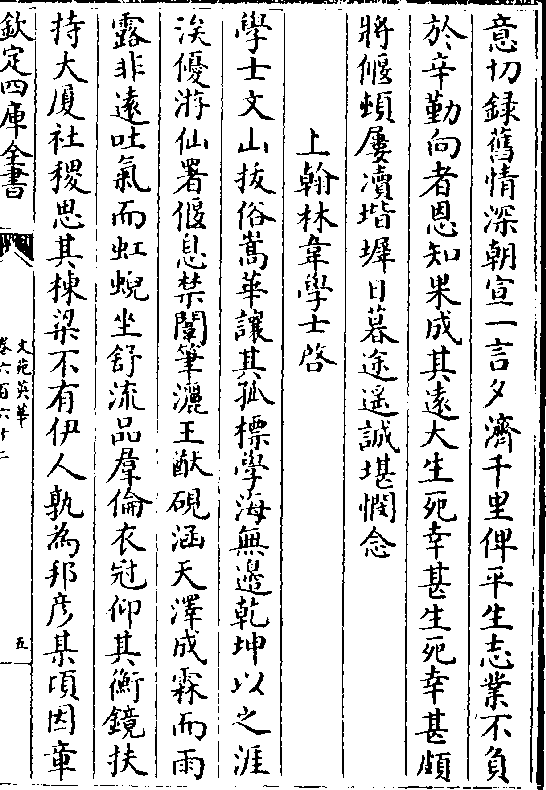 意切録舊情深朝宣一言夕濟千里俾平生志業不負
於辛勤向者恩知果成其遠大生死幸甚生死幸甚頗
將偃蝢屢瀆堦墀日暮途遥誠堪憫念
上翰林韋學士啓
學士文山拔俗嵩華讓其孤標學海無邊乾坤以之涯
涘優游仙署偃息禁闈筆灑王猷硯涵天澤成霖而雨
露非遠吐氣而虹蜺坐舒流品羣倫衣冠仰其衡鏡扶
持大厦社稷思其棟梁不有伊人孰為邦彦某頃因章
欽定四庫全書
文苑英華
卷六百六十二
五